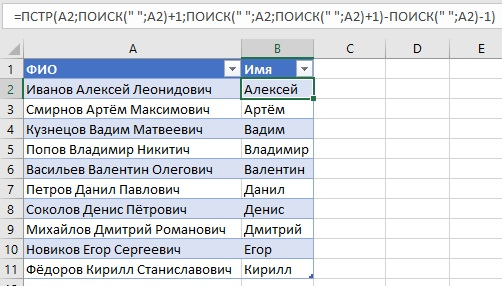 =ПСТР(A2;ПОИСК(" ";A2)+1;ПОИСК(" ";A2;ПОИСК(" ";A2)+1)-ПОИСК(" ";A2)-1)
A B C D E
1 ФИО Имя
2 Иванов Алексей Леонидович Алексей
3 Смирнов Артём Максимович Артём
4 Кузнецов Вадим Матвеевич Вадим
5 Попов Владимир Никитич Владимир
6 Васильев Валентин Олегович Валентин
7 Петров Данил Павлович Данил
8 Соколов Денис Пётрович Денис
9 Михайлов Дмитрий Романович Дмитрий
10 Новиков Егор Сергеевич Егор
11 Фёдоров Кирилл Станиславович Кирилл